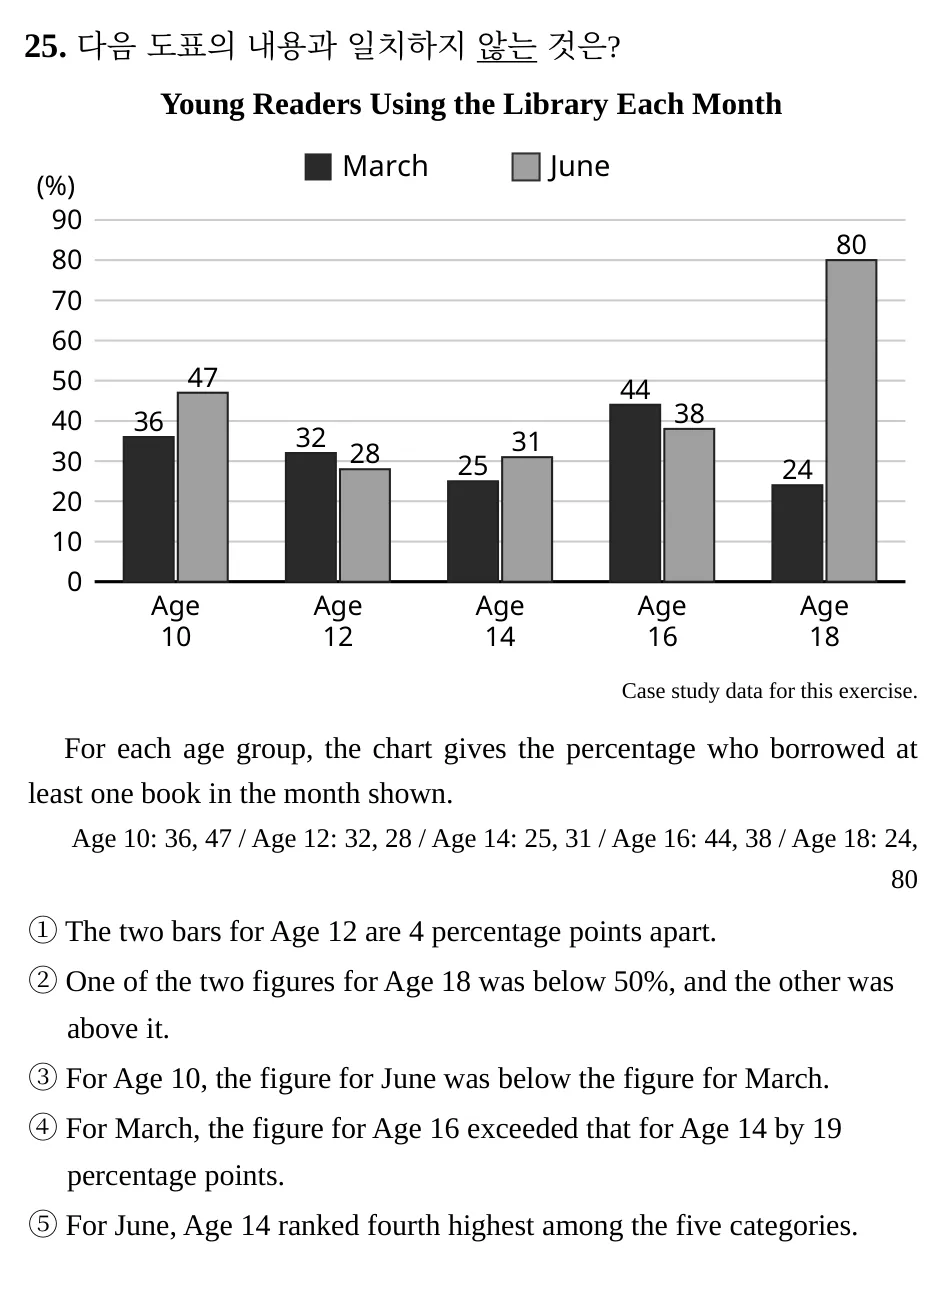 25. 다음 도표의 내용과 일치하지 않는 것은?
Young Readers Using the Library Each Month
March June
(%)
90
80
70
60
50
40
30
20
10
0
36 47 32 28 25 31 44 38 24 80
Age Age Age Age Age
10 12 14 16 18
Case study data for this exercise.
For each age group, the chart gives the percentage who borrowed at
least one book in the month shown.
Age 10: 36, 47 / Age 12: 32, 28 / Age 14: 25, 31 / Age 16: 44, 38 / Age 18: 24,
80
① The two bars for Age 12 are 4 percentage points apart.
② One of the two figures for Age 18 was below 50%, and the other was
above it.
③ For Age 10, the figure for June was below the figure for March.
④ For March, the figure for Age 16 exceeded that for Age 14 by 19
percentage points.
⑤ For June, Age 14 ranked fourth highest among the five categories.